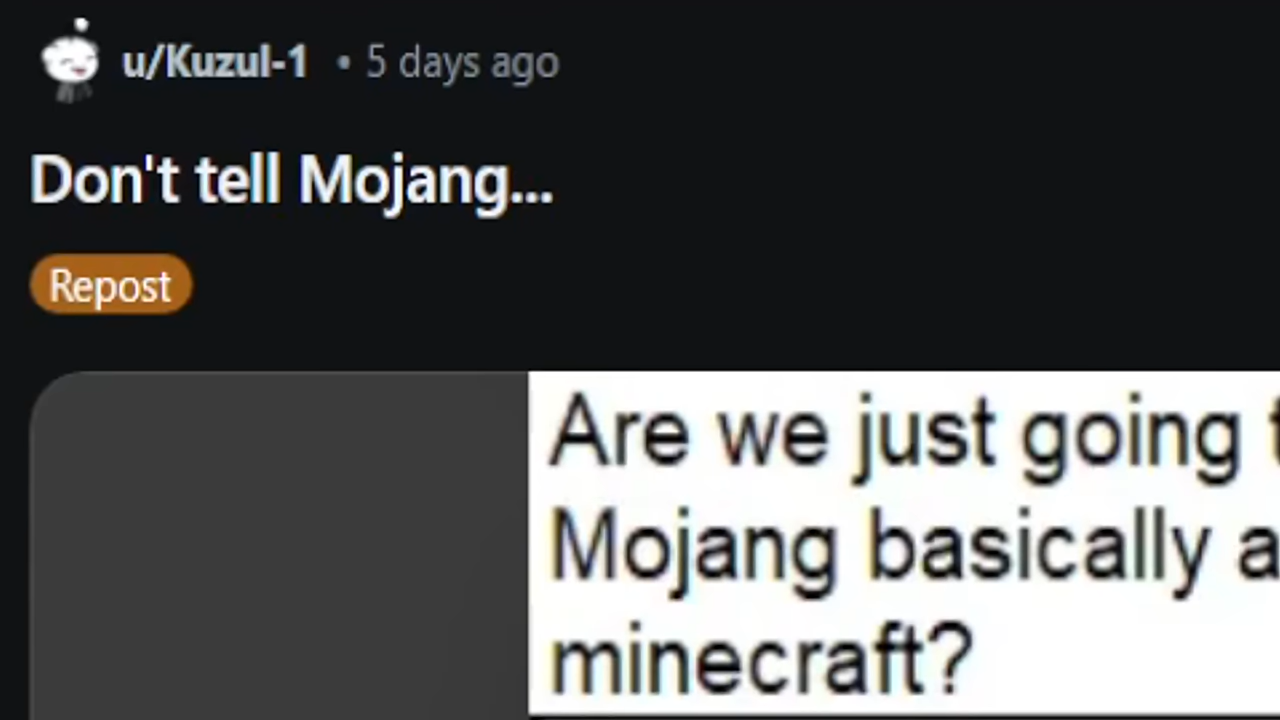 u/Kuzul-1 • 5 days ago
Don't tell Mojang...
Repost
Are we just going
Mojang basically a
minecraft?